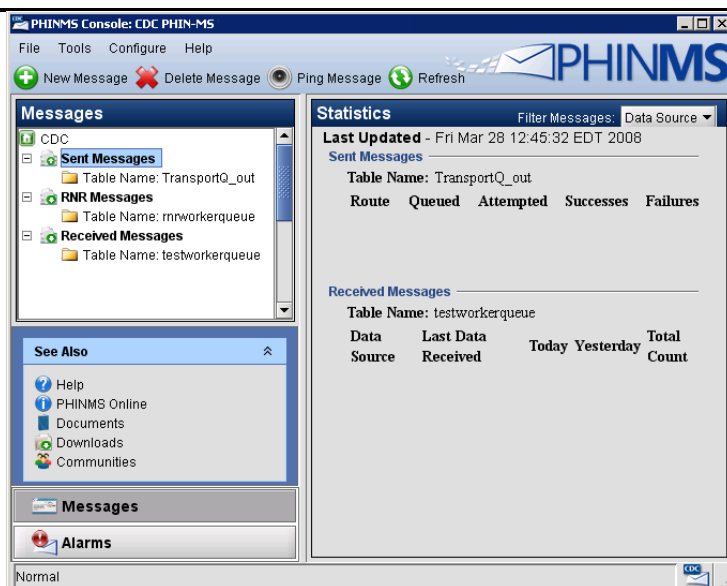 PHINMS Console: CDC PHIN-MS
File Tools Configure Help
New Message Delete Message Ping Message Refresh
PHINMS
Messages
CDC
Sent Messages
Table Name: TransportQ_out
RNR Messages
Table Name: rnrworkerqueue
Received Messages
Table Name: testworkerqueue
See Also
Help
PHINMS Online
Documents
Downloads
Communities
Messages
Alarms
Statistics
Filter Messages: Data Source
Last Updated - Fri Mar 28 12:45:32 EDT 2008
Sent Messages
Table Name: TransportQ_out
Route Queued Attempted Successes Failures
Received Messages
Table Name: testworkerqueue
Data Source Last Data Received Today Yesterday Total Count
Normal
CDC